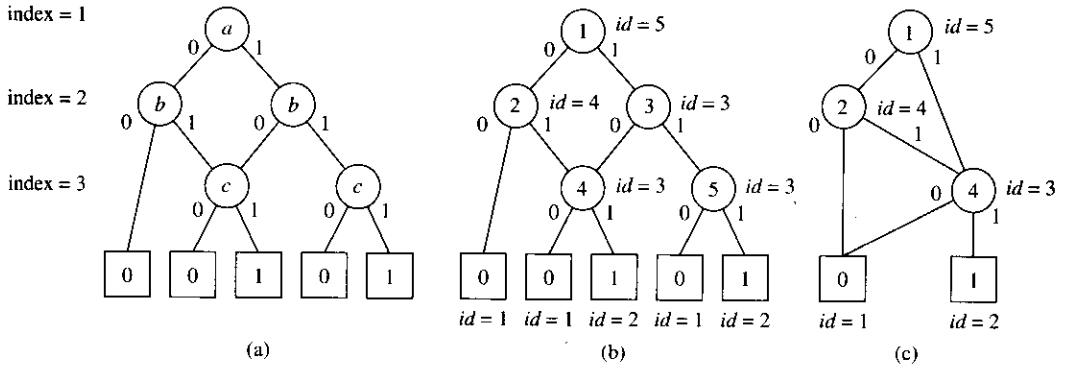 index = 1 a 1 id = 5 1 id = 5
0 1 0 1 0 1
index = 2 b b 2 id = 4 3 id = 3 2 id = 4
0 1 0 1 0 1 0 1 0 1
index = 3 c c 4 id = 3 5 id = 3 4 id = 3
0 1 0 1 0 1 0 1 0 1
0 0 1 0 1 0 0 1 0 1 0 1
id = 1 id = 1 id = 2 id = 1 id = 2 id = 1 id = 2
(a) (b) (c)